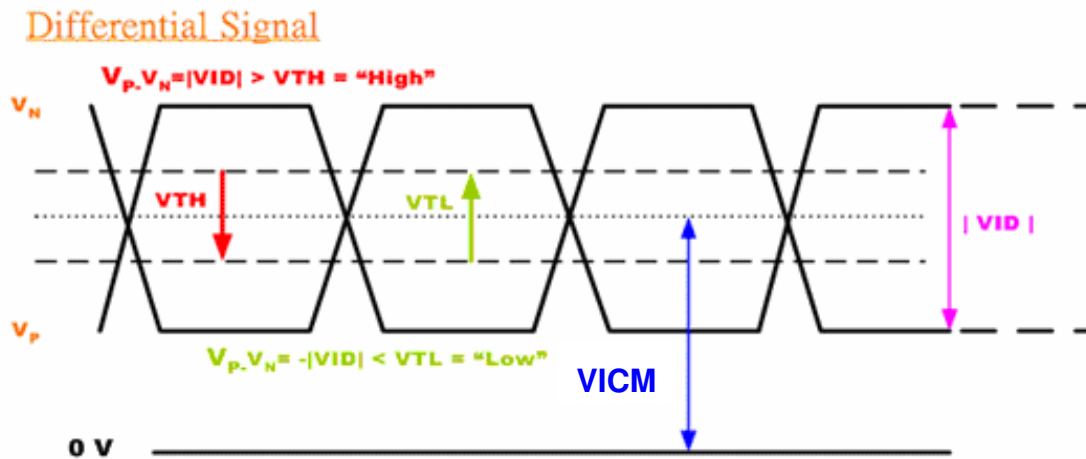 Differential Signal
VP-VN=|VID| > VTH = “High”
VN
VTH
VTL
| VID |
VP
VP-VN= -|VID| < VTL = “Low”
VICM
0 V